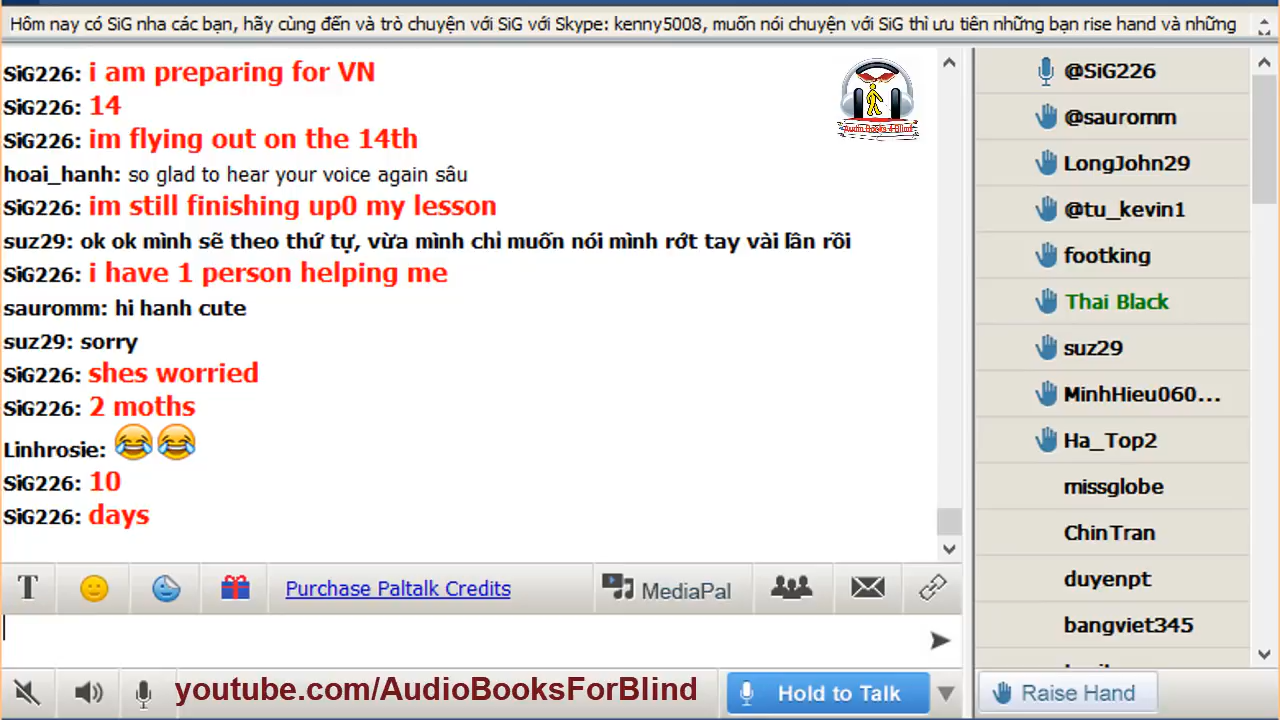 Hôm nay có SiG nha các bạn, hãy cùng đến và trò chuyện với SiG với Skype: kenny5008, muốn nói chuyện với SiG thì ưu tiên những bạn rise hand và những
SiG226: i am preparing for VN
SiG226: 14
SiG226: im flying out on the 14th
hoai_hanh: so glad to hear your voice again sâu
SiG226: im still finishing up0 my lesson
suz29: ok ok mình sẽ theo thứ tự, vừa mình chỉ muốn nói mình rớt tay vài lần rồi
SiG226: i have 1 person helping me
sauromm: hi hanh cute
suz29: sorry
SiG226: shes worried
SiG226: 2 moths
Linhrosie:
SiG226: 10
SiG226: days
Audio Books 4 Blind
@SiG226
@sauromm
LongJohn29
@tu_kevin1
footking
Thai Black
suz29
MinhHieu060...
Ha_Top2
missglobe
ChinTran
duyenpt
bangviet345
T
Purchase Paltalk Credits
MediaPal
youtube.com/AudioBooksForBlind
Hold to Talk
Raise Hand